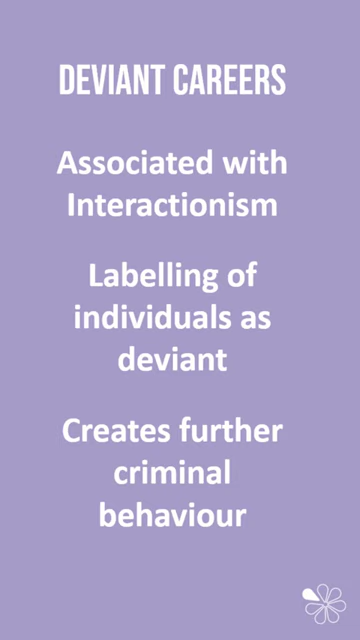 DEVIANT CAREERS
Associated with
Interactionism
Labelling of
individuals as
deviant
Creates further
criminal
behaviour